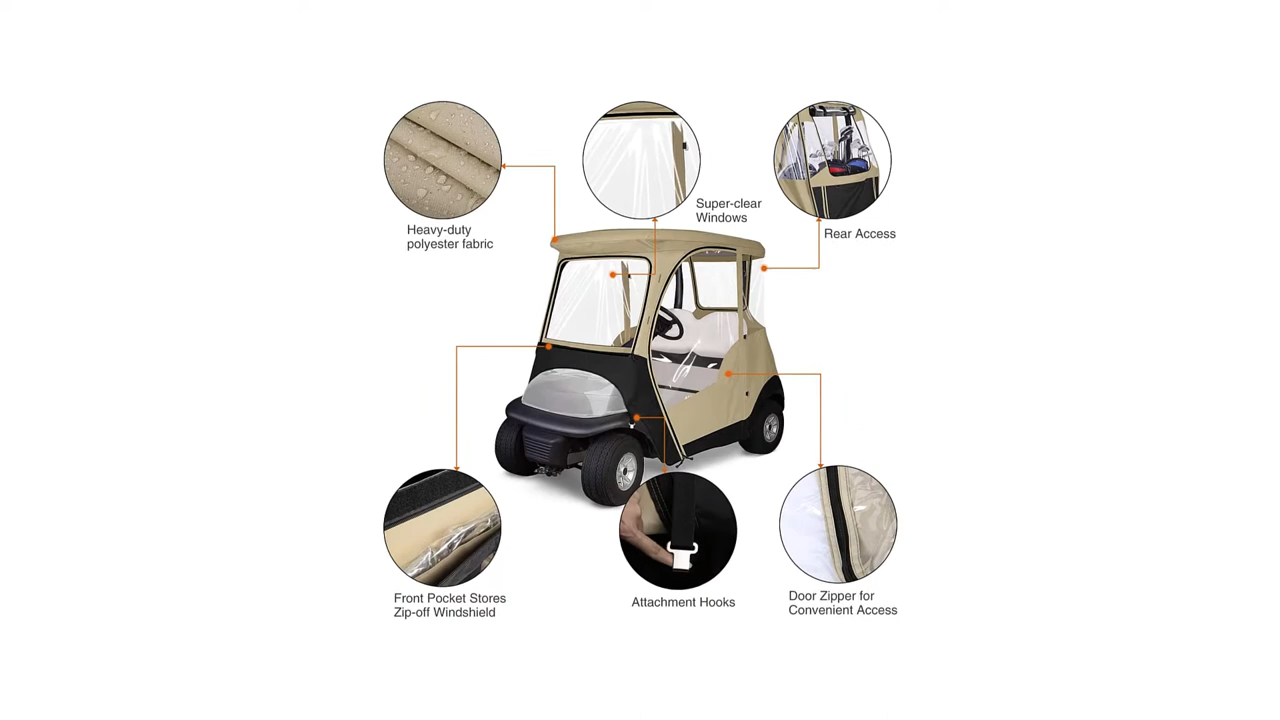 Heavy-duty
polyester fabric
Super-clear
Windows
Rear Access
Front Pocket Stores
Zip-off Windshield
Attachment Hooks
Door Zipper for
Convenient Access